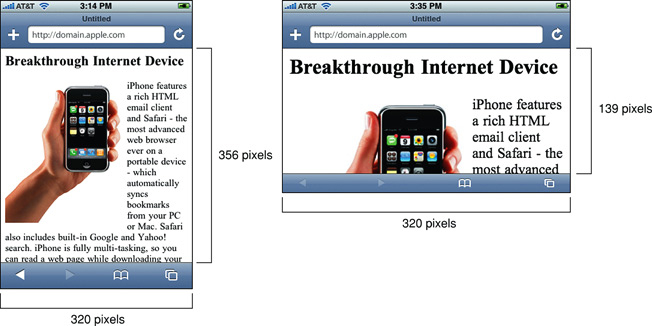 AT&T 3:14 PM
Untitled
http://domain.apple.com
Breakthrough Internet Device
iPhone features
a rich HTML
email client
and Safari - the
most advanced
web browser
ever on a
portable device
- which
automatically
syncs
bookmarks
from your PC
or Mac. Safari
also includes built-in Google and Yahoo!
search. iPhone is fully multi-tasking, so you
can read a web page while downloading your
356 pixels
320 pixels
AT&T 3:35 PM
Untitled
http://domain.apple.com
Breakthrough Internet Device
iPhone features
a rich HTML
email client
and Safari - the
most advanced
139 pixels
320 pixels